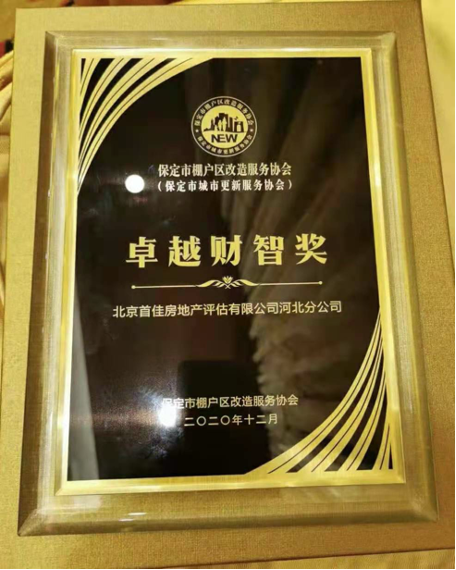 NEW
保定市棚户区改造服务协会
(保定市城市更新服务协会)
卓越财智奖
北京首佳房地产评估有限公司河北分公司
保定市棚户区改造服务协会
二〇二〇年十二月